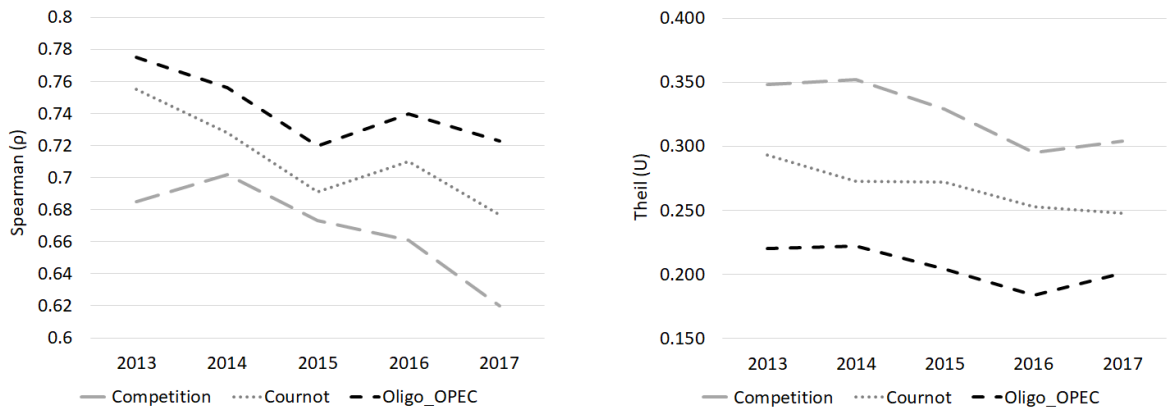 0.8
0.78
0.76
0.74
0.72
0.7
0.68
0.66
0.64
0.62
0.6
Spearman (ρ)
2013 2014 2015 2016 2017
Competition Cournot Oligo_OPEC
0.400
0.350
0.300
0.250
0.200
0.150
Theil (U)
2013 2014 2015 2016 2017
Competition Cournot Oligo_OPEC